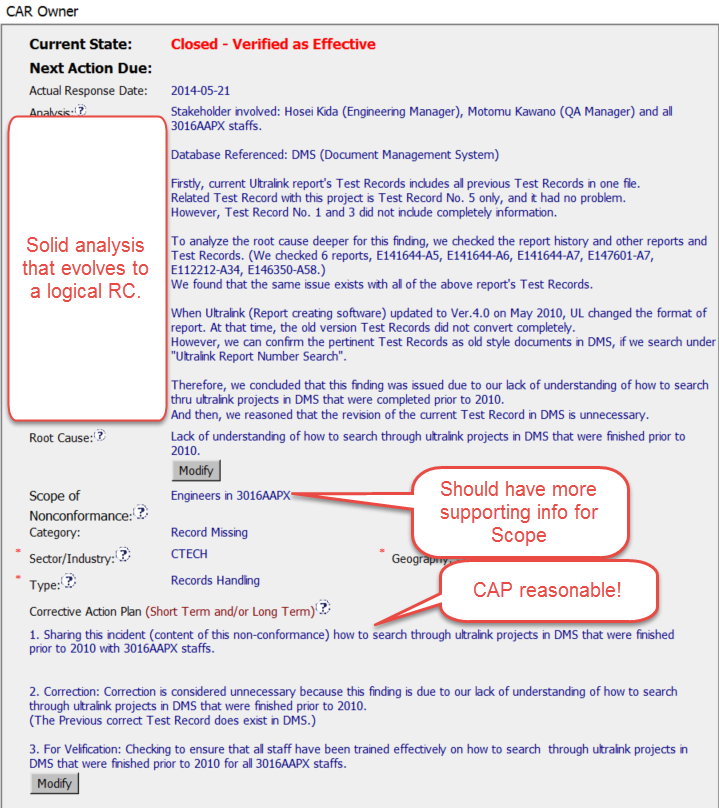 CAR Owner
Current State: Closed - Verified as Effective
Next Action Due:
Actual Response Date: 2014-05-21
Analysis: ? Stakeholder involved: Hosei Kida (Engineering Manager), Motomu Kawano (QA Manager) and all
3016AAPX staffs.
Database Referenced: DMS (Document Management System)
Firstly, current Ultralink report's Test Records includes all previous Test Records in one file.
Related Test Record with this project is Test Record No. 5 only, and it had no problem.
However, Test Record No. 1 and 3 did not include completely information.
Solid analysis
that evolves to
a logical RC.
To analyze the root cause deeper for this finding, we checked the report history and other reports and
Test Records. (We checked 6 reports, E141644-A5, E141644-A6, E141644-A7, E147601-A7,
E112212-A34, E146350-A58.)
We found that the same issue exists with all of the above report's Test Records.
When Ultralink (Report creating software) updated to Ver.4.0 on May 2010, UL changed the format of
report. At that time, the old version Test Records did not convert completely.
However, we can confirm the pertinent Test Records as old style documents in DMS, if we search under
"Ultralink Report Number Search".
Therefore, we concluded that this finding was issued due to our lack of understanding of how to search
thru ultralink projects in DMS that were completed prior to 2010.
And then, we reasoned that the revision of the current Test Record in DMS is unnecessary.
Root Cause: ? Lack of understanding of how to search through ultralink projects in DMS that were finished prior to
2010.
Modify
Scope of
Nonconformance: ? Engineers in 3016AAPX
Should have more
supporting info for
Scope
Category: Record Missing
* Sector/Industry: ? CTECH
* Geography:
* Type: ? Records Handling
CAP reasonable!
Corrective Action Plan (Short Term and/or Long Term) ?
1. Sharing this incident (content of this non-conformance) how to search through ultralink projects in DMS that were finished
prior to 2010 with 3016AAPX staffs.
2. Correction: Correction is considered unnecessary because this finding is due to our lack of understanding of how to search
through ultralink projects in DMS that were finished prior to 2010.
(The Previous correct Test Record does exist in DMS.)
3. For Velification: Checking to ensure that all staff have been trained effectively on how to search through ultralink projects in
DMS that were finished prior to 2010 for all 3016AAPX staffs.
Modify